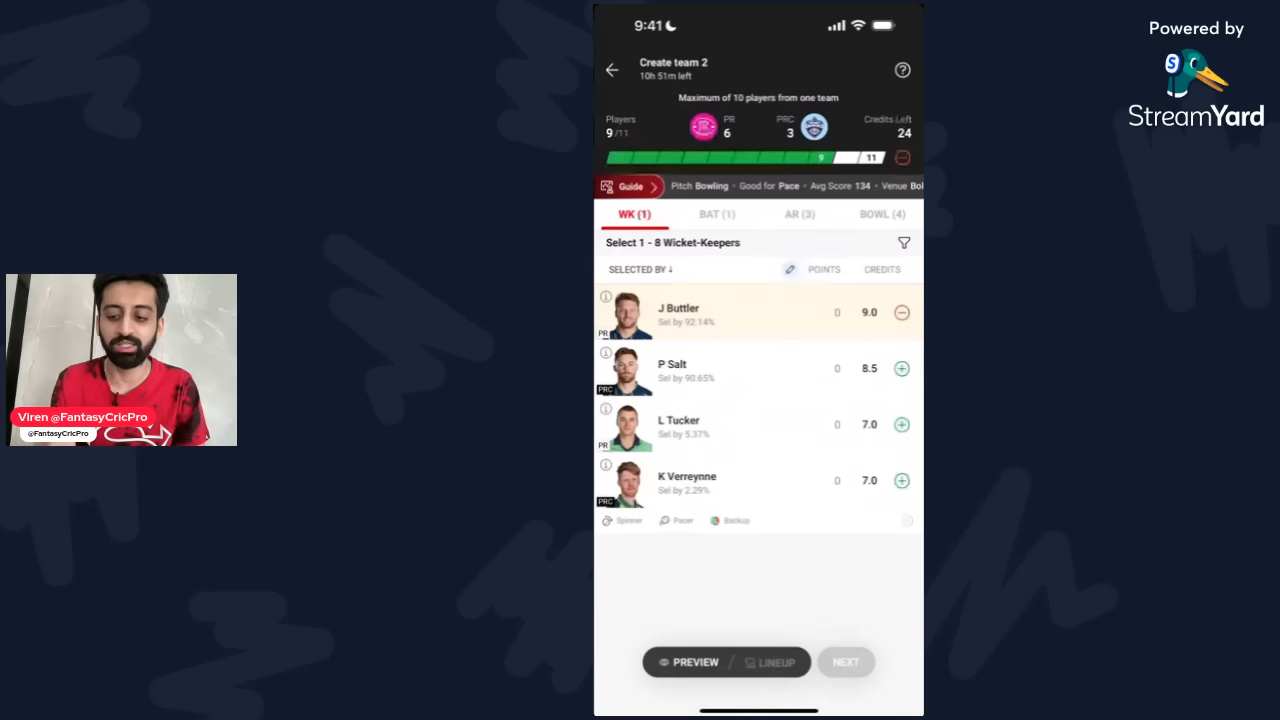 Powered by
S
StreamYard
Viren @FantasyCricPro
@FantasyCricPro
9:41
Create team 2
10h 51m left
Maximum of 10 players from one team
Players PR PRC Credits Left
9 /11 6 3 24
9 11
Guide Pitch Bowling • Good for Pace • Avg Score 134 • Venue Bol
WK (1) BAT (1) AR (3) BOWL (4)
Select 1 - 8 Wicket-Keepers
SELECTED BY ↓ POINTS CREDITS
J Buttler 0 9.0
Sel by 92.14%
PR
P Salt 0 8.5
Sel by 90.65%
PRC
L Tucker 0 7.0
Sel by 5.37%
PR
K Verreynne 0 7.0
Sel by 2.29%
PRC
Spinner Pacer Backup
PREVIEW / LINEUP NEXT